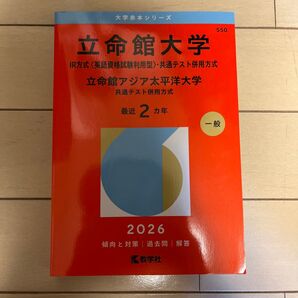 大学赤本シリーズ
550
立命館大学
IR方式〈英語資格試験利用型〉・共通テスト併用方式
立命館アジア太平洋大学
共通テスト併用方式
最近2カ年
一般
2026
傾向と対策｜過去問｜解答
教学社